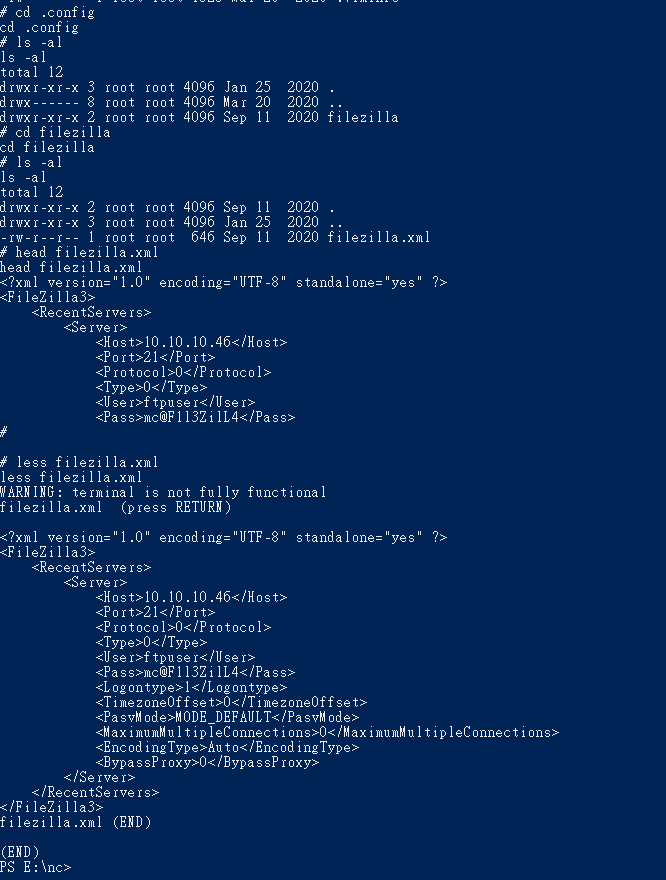 # cd .config
cd .config
# ls -al
ls -al
total 12
drwxr-xr-x 3 root root 4096 Jan 25  2020 .
drwx------ 8 root root 4096 Mar 20  2020 ..
drwxr-xr-x 2 root root 4096 Sep 11  2020 filezilla
# cd filezilla
cd filezilla
# ls -al
ls -al
total 12
drwxr-xr-x 2 root root 4096 Sep 11  2020 .
drwxr-xr-x 3 root root 4096 Jan 25  2020 ..
-rw-r--r-- 1 root root  646 Sep 11  2020 filezilla.xml
# head filezilla.xml
head filezilla.xml
<?xml version="1.0" encoding="UTF-8" standalone="yes" ?>
<FileZilla3>
    <RecentServers>
        <Server>
            <Host>10.10.10.46</Host>
            <Port>21</Port>
            <Protocol>0</Protocol>
            <Type>0</Type>
            <User>ftpuser</User>
            <Pass>mc@F1l3ZilL4</Pass>
#

# less filezilla.xml
less filezilla.xml
WARNING: terminal is not fully functional
filezilla.xml  (press RETURN)

<?xml version="1.0" encoding="UTF-8" standalone="yes" ?>
<FileZilla3>
    <RecentServers>
        <Server>
            <Host>10.10.10.46</Host>
            <Port>21</Port>
            <Protocol>0</Protocol>
            <Type>0</Type>
            <User>ftpuser</User>
            <Pass>mc@F1l3ZilL4</Pass>
            <Logontype>1</Logontype>
            <TimezoneOffset>0</TimezoneOffset>
            <PasvMode>MODE_DEFAULT</PasvMode>
            <MaximumMultipleConnections>0</MaximumMultipleConnections>
            <EncodingType>Auto</EncodingType>
            <BypassProxy>0</BypassProxy>
        </Server>
    </RecentServers>
</FileZilla3>
filezilla.xml (END)

(END)
PS E:\nc>